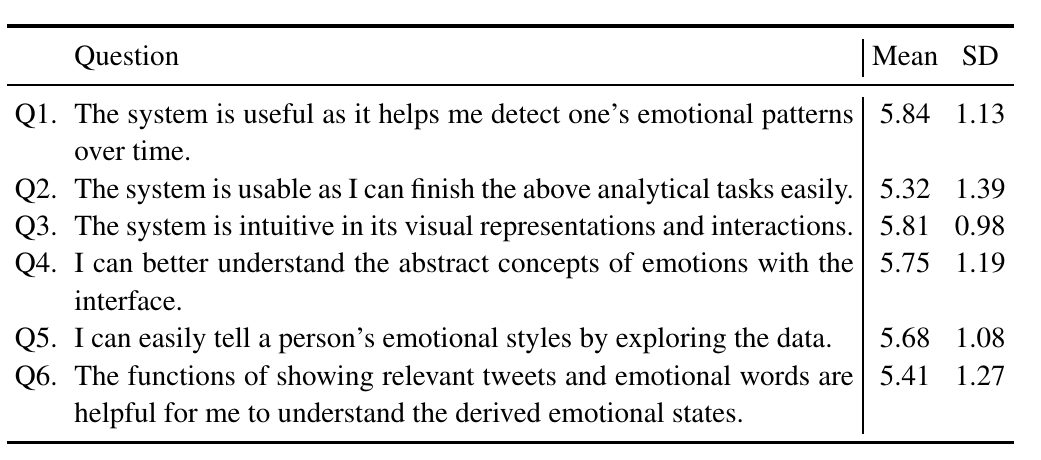 Question Mean SD
Q1. The system is useful as it helps me detect one's emotional patterns 5.84 1.13
over time.
Q2. The system is usable as I can finish the above analytical tasks easily. 5.32 1.39
Q3. The system is intuitive in its visual representations and interactions. 5.81 0.98
Q4. I can better understand the abstract concepts of emotions with the 5.75 1.19
interface.
Q5. I can easily tell a person's emotional styles by exploring the data. 5.68 1.08
Q6. The functions of showing relevant tweets and emotional words are 5.41 1.27
helpful for me to understand the derived emotional states.